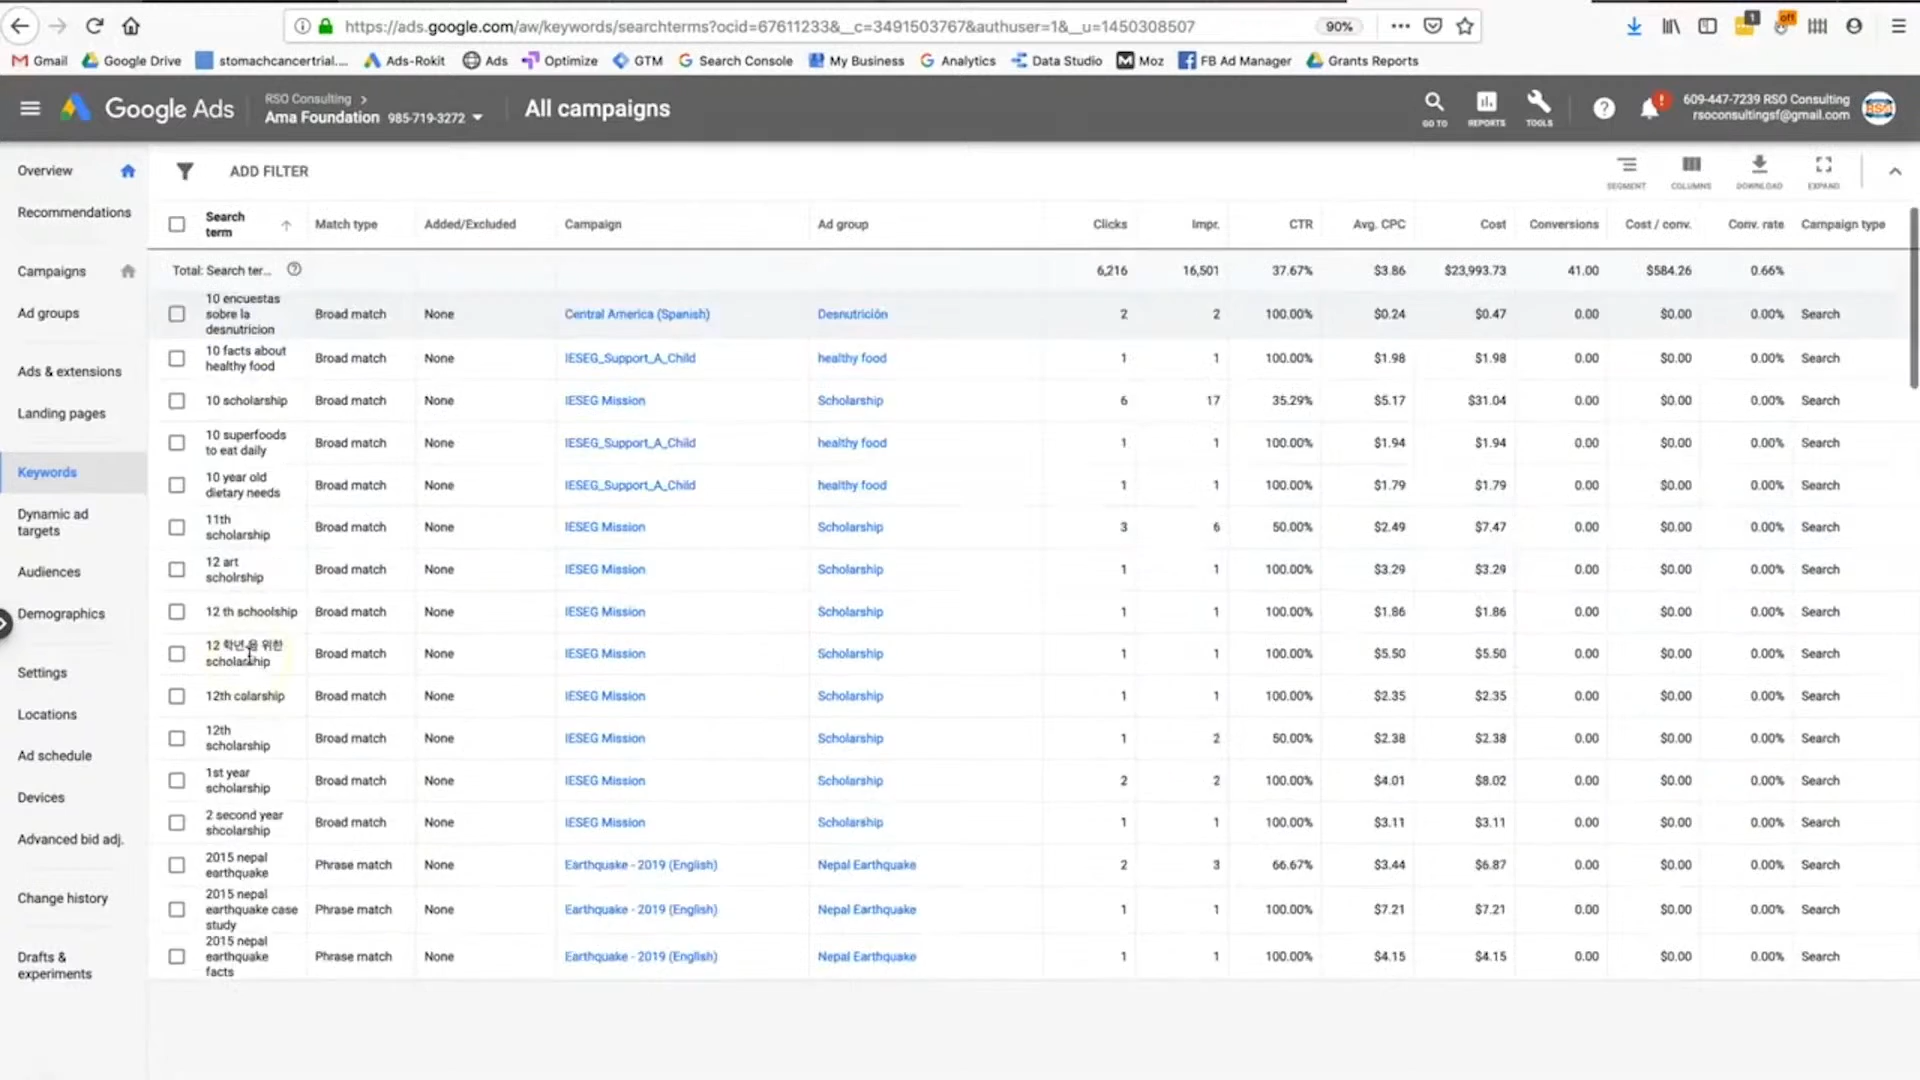 https://ads.google.com/aw/keywords/searchterms?ocid=67611233&__c=3491503767&authuser=1&__u=1450308507
90%
1
off
Gmail Google Drive stomachcancertrial.... Ads-Rokit Ads Optimize GTM Search Console My Business Analytics Data Studio Moz FB Ad Manager Grants Reports
Google Ads
RSO Consulting
Ama Foundation 985-719-3272
All campaigns
GO TO
REPORTS
TOOLS
609-447-7239 RSO Consulting
rsoconsultingsf@gmail.com
RSO
Overview
Recommendations
Campaigns
Ad groups
Ads & extensions
Landing pages
Keywords
Dynamic ad
targets
Audiences
Demographics
Settings
Locations
Ad schedule
Devices
Advanced bid adj.
Change history
Drafts &
experiments
ADD FILTER
SEGMENT
COLUMNS
DOWNLOAD
EXPAND
Search
term
Match type Added/Excluded Campaign Ad group Clicks Impr. CTR Avg. CPC Cost Conversions Cost / conv. Conv. rate Campaign type
Total: Search ter... 6,216 16,501 37.67% $3.86 $23,993.73 41.00 $584.26 0.66%
10 encuestas
sobre la
desnutricion
Broad match None Central America (Spanish) Desnutrición 2 2 100.00% $0.24 $0.47 0.00 $0.00 0.00% Search
10 facts about
healthy food
Broad match None IESEG_Support_A_Child healthy food 1 1 100.00% $1.98 $1.98 0.00 $0.00 0.00% Search
10 scholarship Broad match None IESEG Mission Scholarship 6 17 35.29% $5.17 $31.04 0.00 $0.00 0.00% Search
10 superfoods
to eat daily
Broad match None IESEG_Support_A_Child healthy food 1 1 100.00% $1.94 $1.94 0.00 $0.00 0.00% Search
10 year old
dietary needs
Broad match None IESEG_Support_A_Child healthy food 1 1 100.00% $1.79 $1.79 0.00 $0.00 0.00% Search
11th
scholarship
Broad match None IESEG Mission Scholarship 3 6 50.00% $2.49 $7.47 0.00 $0.00 0.00% Search
12 art
scholrship
Broad match None IESEG Mission Scholarship 1 1 100.00% $3.29 $3.29 0.00 $0.00 0.00% Search
12 th schoolship Broad match None IESEG Mission Scholarship 1 1 100.00% $1.86 $1.86 0.00 $0.00 0.00% Search
12 학년 을 위한
scholarship
Broad match None IESEG Mission Scholarship 1 1 100.00% $5.50 $5.50 0.00 $0.00 0.00% Search
12th calarship Broad match None IESEG Mission Scholarship 1 1 100.00% $2.35 $2.35 0.00 $0.00 0.00% Search
12th
scholarship
Broad match None IESEG Mission Scholarship 1 2 50.00% $2.38 $2.38 0.00 $0.00 0.00% Search
1st year
scholarship
Broad match None IESEG Mission Scholarship 2 2 100.00% $4.01 $8.02 0.00 $0.00 0.00% Search
2 second year
shcolarship
Broad match None IESEG Mission Scholarship 1 1 100.00% $3.11 $3.11 0.00 $0.00 0.00% Search
2015 nepal
earthquake
Phrase match None Earthquake - 2019 (English) Nepal Earthquake 2 3 66.67% $3.44 $6.87 0.00 $0.00 0.00% Search
2015 nepal
earthquake case
study
Phrase match None Earthquake - 2019 (English) Nepal Earthquake 1 1 100.00% $7.21 $7.21 0.00 $0.00 0.00% Search
2015 nepal
earthquake
facts
Phrase match None Earthquake - 2019 (English) Nepal Earthquake 1 1 100.00% $4.15 $4.15 0.00 $0.00 0.00% Search